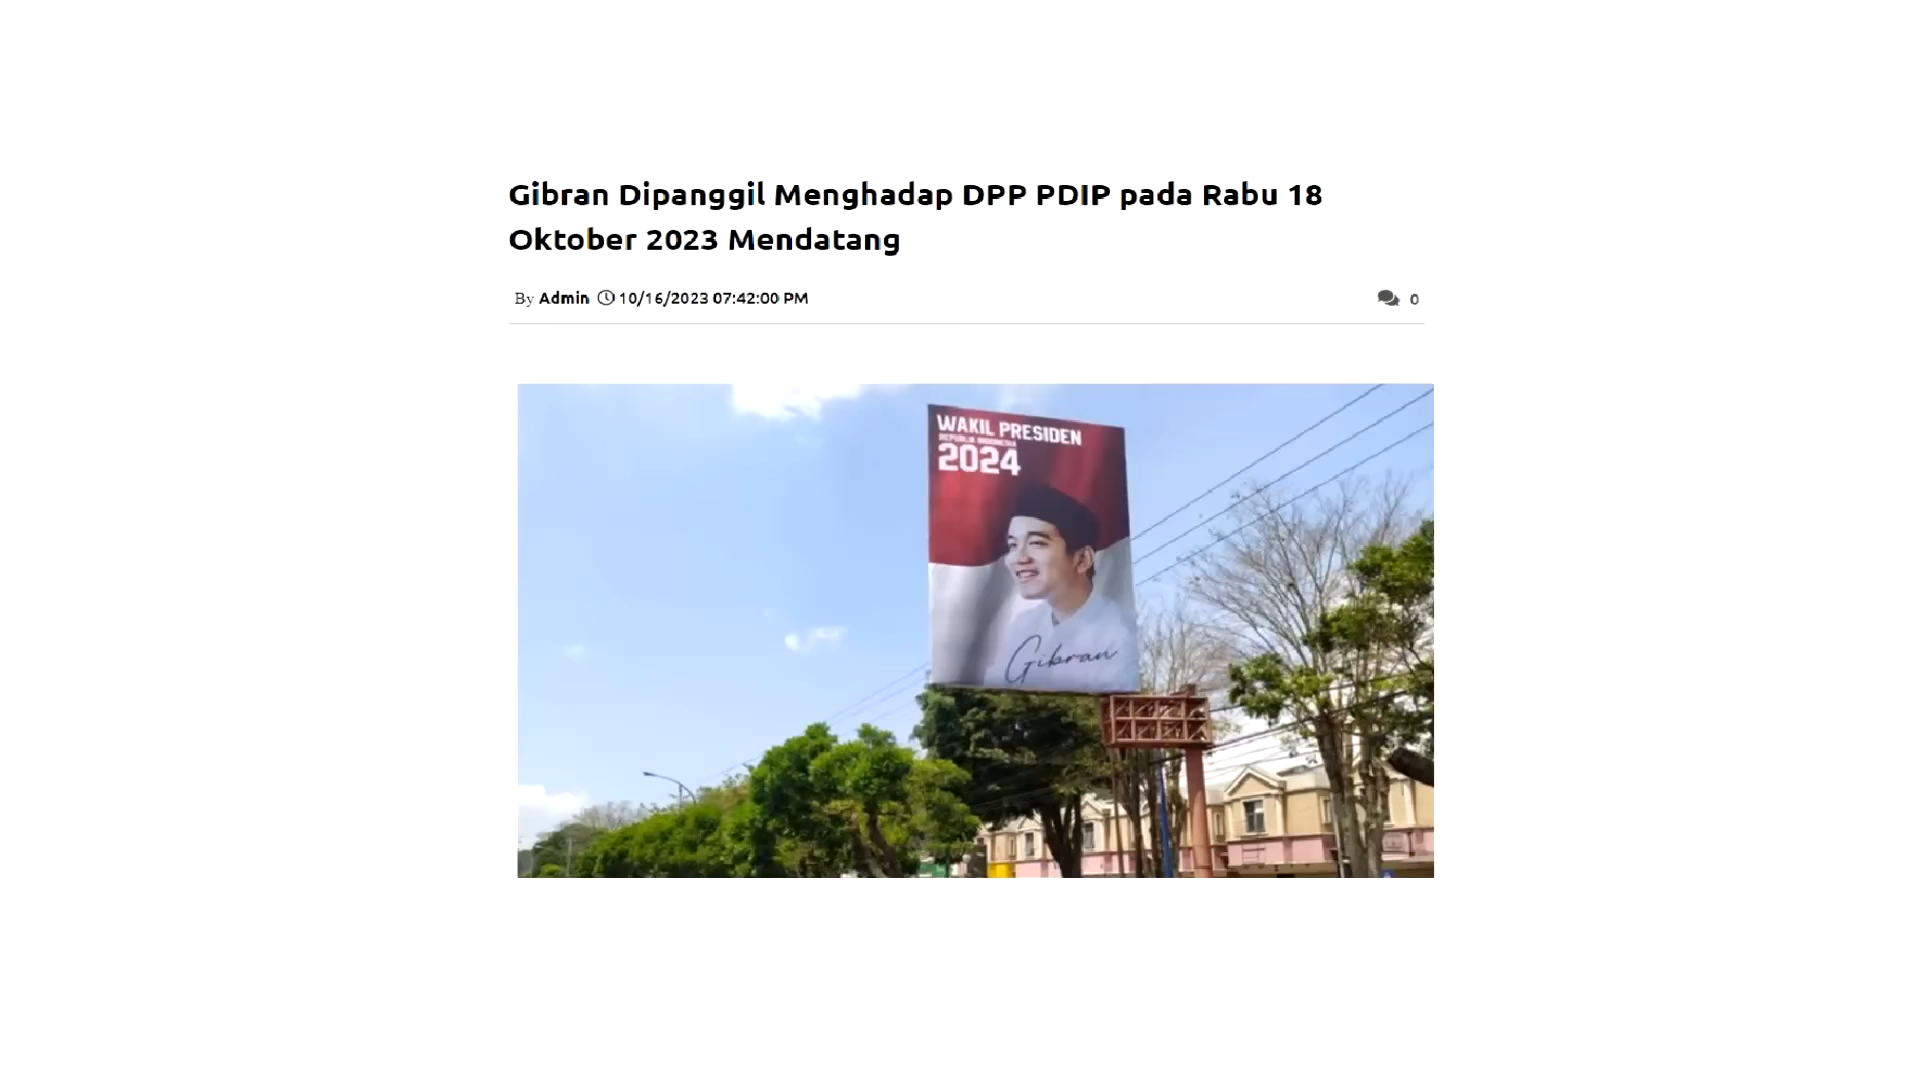 Gibran Dipanggil Menghadap DPP PDIP pada Rabu 18
Oktober 2023 Mendatang
By Admin 10/16/2023 07:42:00 PM
0
WAKIL PRESIDEN
REPUBLIK INDONESIA
2024
Gibran